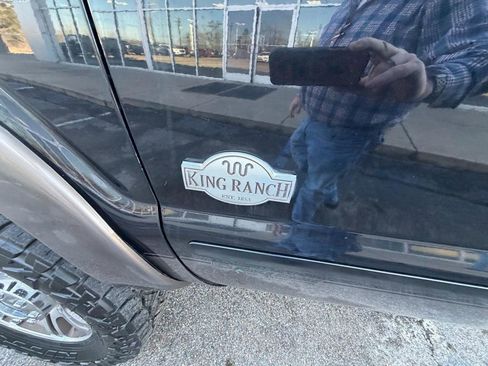 KING RANCH
EST. 1853